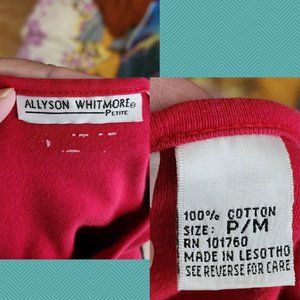 ALLYSON WHITMORE®
PETITE
100% COTTON
SIZE: P/M
RN 101760
MADE IN LESOTHO
SEE REVERSE FOR CARE